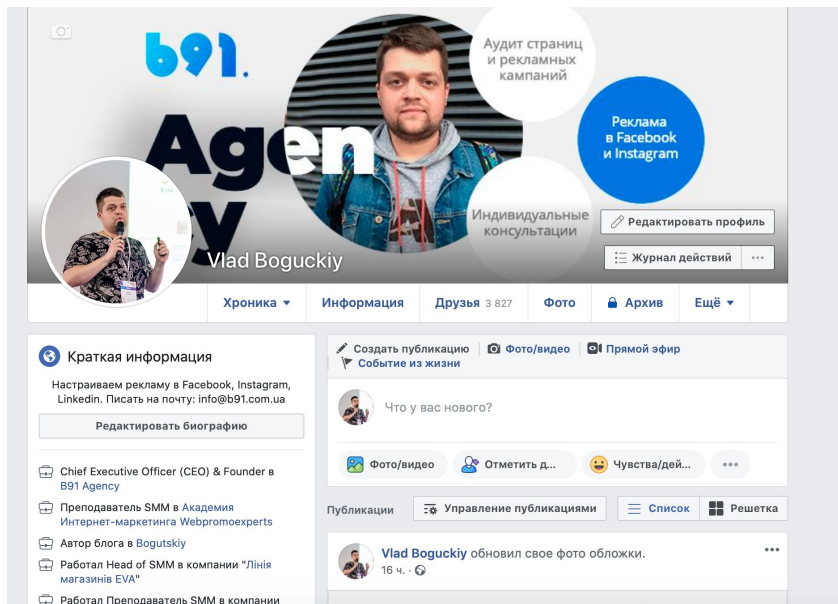 b91.
Agen
cy
Аудит страниц
и рекламных
кампаний
Реклама
в Facebook
и Instagram
Индивидуальные
консультации
Редактировать профиль
Журнал действий
Vlad Boguckiy
Хроника
Информация
Друзья 3 827
Фото
Архив
Ещё
Краткая информация
Настраиваем рекламу в Facebook, Instagram,
Linkedin. Писать на почту: info@b91.com.ua
Редактировать биографию
Chief Executive Officer (CEO) & Founder в
B91 Agency
Преподаватель SMM в Академия
Интернет-маркетинга Webpromoexperts
Автор блога в Bogutskiy
Работал Head of SMM в компании "Лінія
магазинів EVA"
Работал Преподаватель SMM в компании
Создать публикацию
Фото/видео
Прямой эфир
Событие из жизни
Что у вас нового?
Фото/видео
Отметить д...
Чувства/дей...
Публикации
Управление публикациями
Список
Решетка
Vlad Boguckiy обновил свое фото обложки.
16 ч. ·